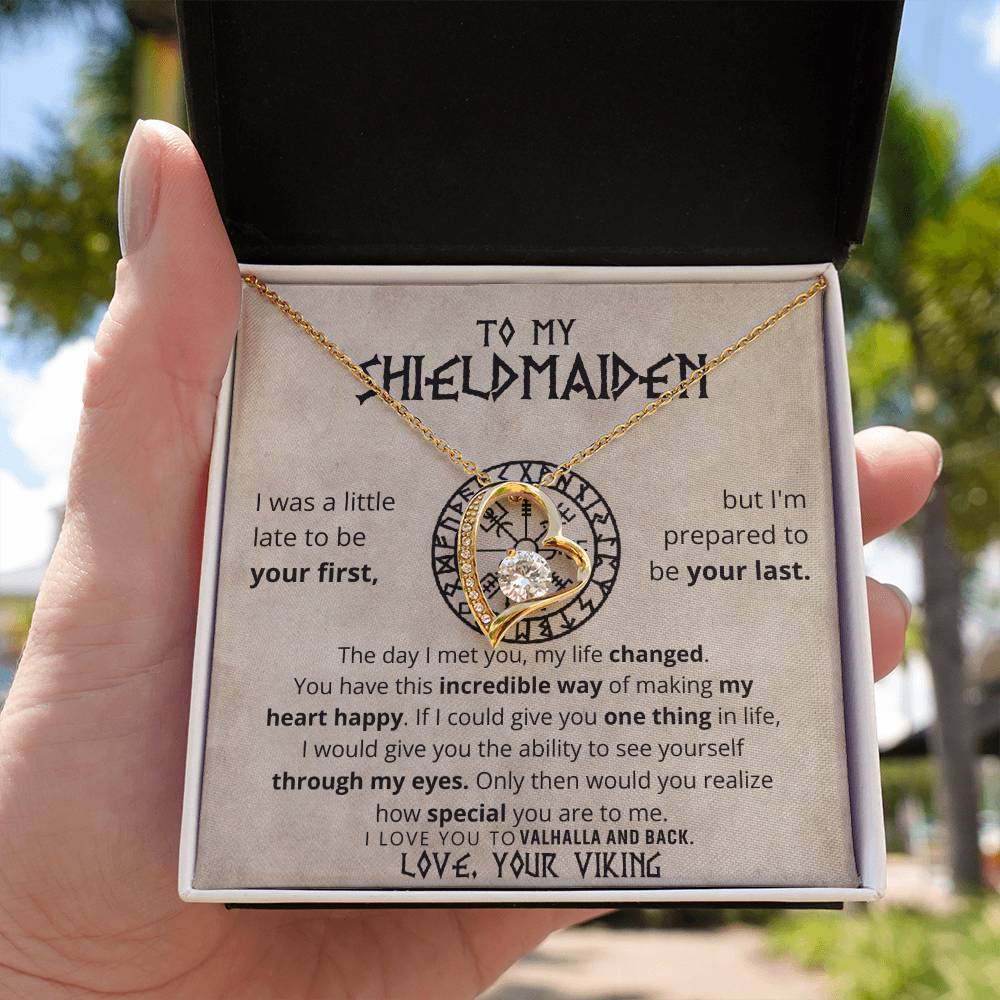 TO MY
SHIELDMAIDEN
I was a little
late to be
your first,
but I'm
prepared to
be your last.
The day I met you, my life changed.
You have this incredible way of making my
heart happy. If I could give you one thing in life,
I would give you the ability to see yourself
through my eyes. Only then would you realize
how special you are to me.
I LOVE YOU TO VALHALLA AND BACK.
LOVE, YOUR VIKING